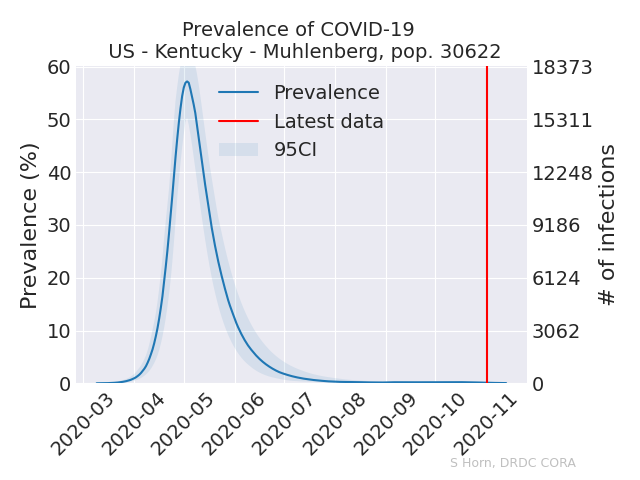 Prevalence of COVID-19
US - Kentucky - Muhlenberg, pop. 30622
Prevalence (%)
60
50
40
30
20
10
0
18373
15311
12248
9186
6124
3062
0
# of infections
Prevalence
Latest data
95CI
2020-03
2020-04
2020-05
2020-06
2020-07
2020-08
2020-09
2020-10
2020-11
S Horn, DRDC CORA